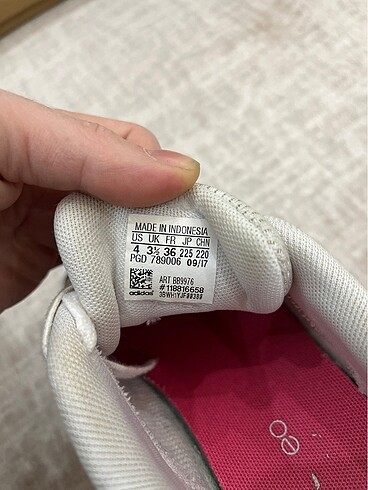 MADE IN INDONESIA
US UK FR JP CHN
4 3½ 36 225 220
PGD 789006 09/17
ART BB9976
#118816658
adidas
eo